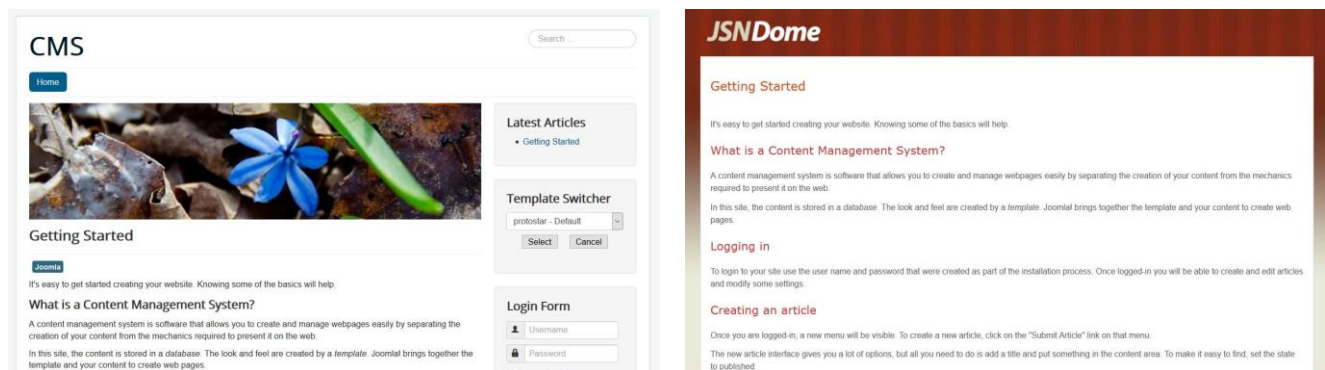 CMS
Search ...
Home
Latest Articles
Getting Started
Template Switcher
protostar - Default
Select Cancel
Getting Started
Joomla
It's easy to get started creating your website. Knowing some of the basics will help.
What is a Content Management System?
A content management system is software that allows you to create and manage webpages easily by separating the
creation of your content from the mechanics required to present it on the web.
In this site, the content is stored in a database. The look and feel are created by a template. Joomla! brings together the
template and your content to create web pages.
Login Form
Username
Password
JSNDome
Getting Started
It's easy to get started creating your website. Knowing some of the basics will help.
What is a Content Management System?
A content management system is software that allows you to create and manage webpages easily by separating the creation of your content from the mechanics
required to present it on the web.
In this site, the content is stored in a database. The look and feel are created by a template. Joomla! brings together the template and your content to create web
pages.
Logging in
To login to your site use the user name and password that were created as part of the installation process. Once logged-in you will be able to create and edit articles
and modify some settings.
Creating an article
Once you are logged-in, a new menu will be visible. To create a new article, click on the "Submit Article" link on that menu.
The new article interface gives you a lot of options, but all you need to do is add a title and put something in the content area. To make it easy to find, set the state
to published.